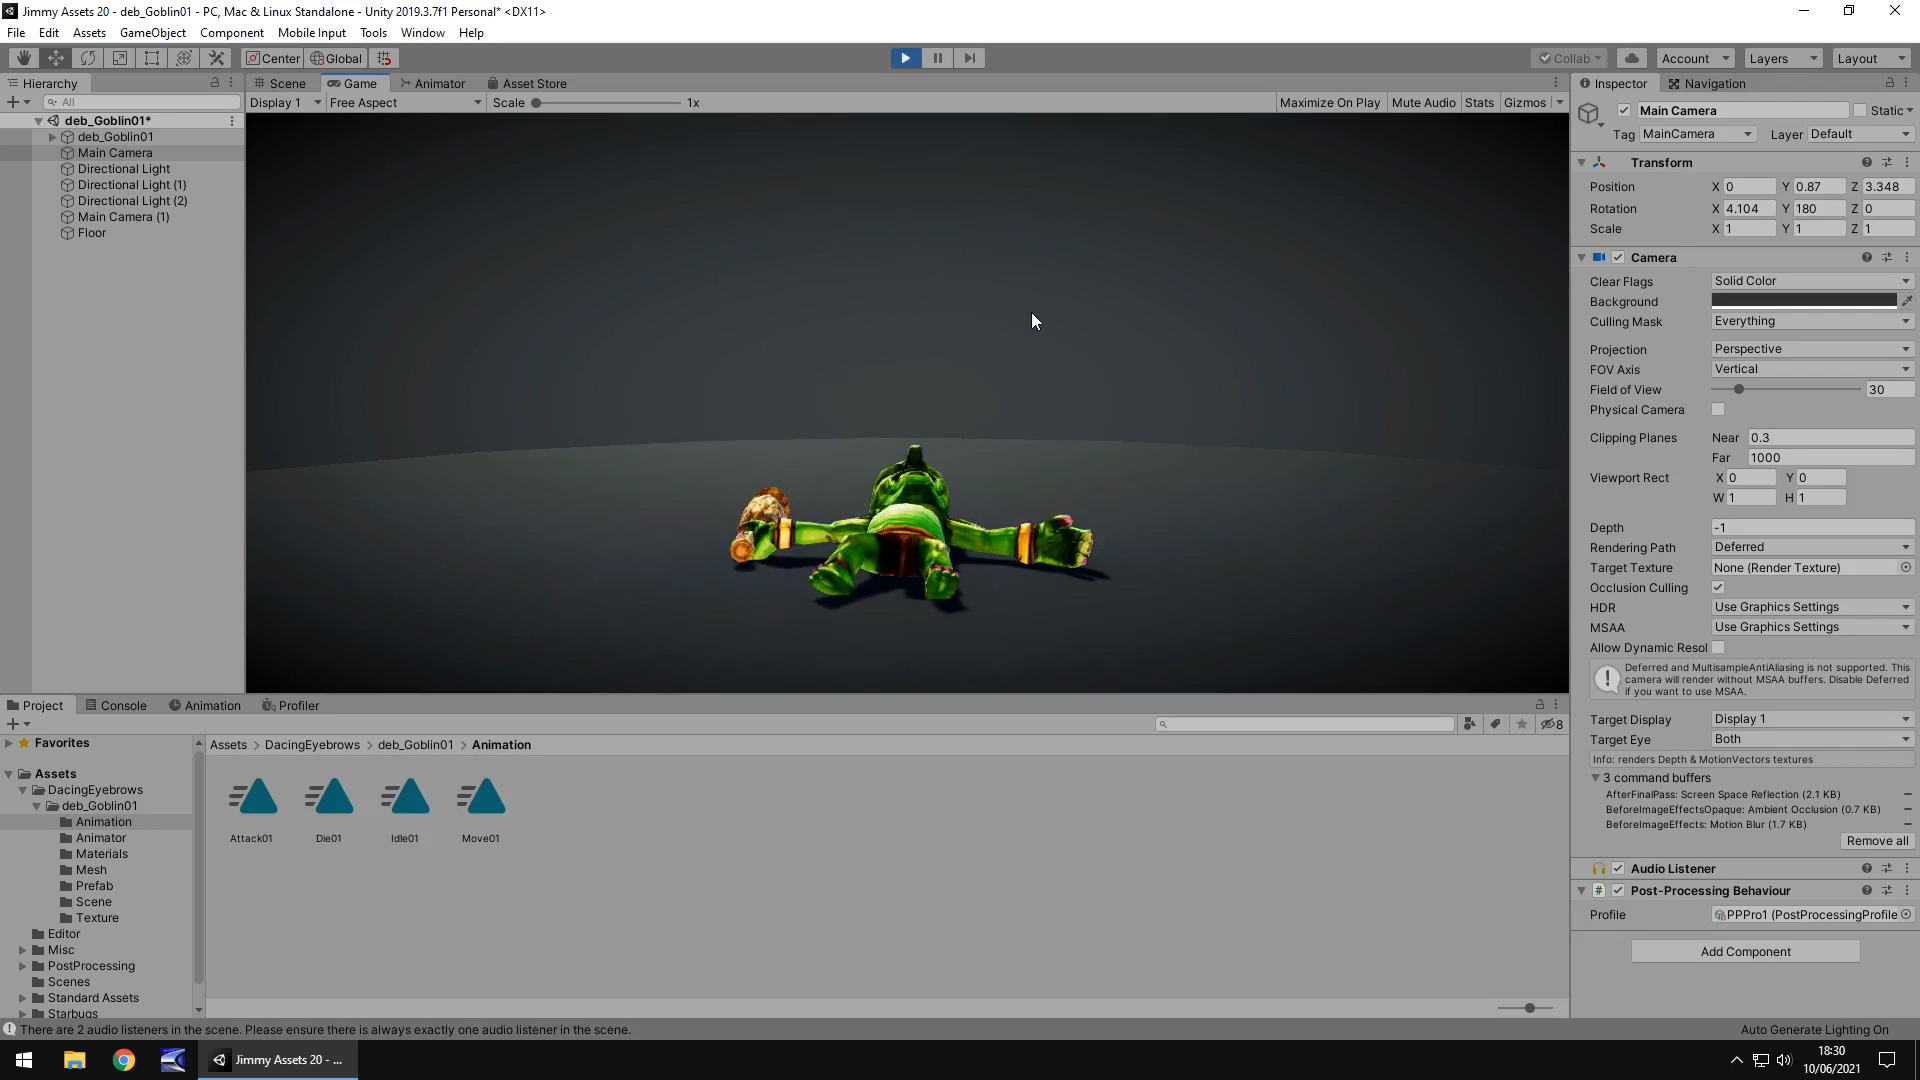 Jimmy Assets 20 - deb_Goblin01 - PC, Mac & Linux Standalone - Unity 2019.3.7f1 Personal* <DX11>
File Edit Assets GameObject Component Mobile Input Tools Window Help
Center Global Collab Account Layers Layout
Hierarchy Scene Game Animator Asset Store Inspector Navigation
All Display 1 Free Aspect Scale 1x Maximize On Play Mute Audio Stats Gizmos
deb_Goblin01*
deb_Goblin01
Main Camera
Directional Light
Directional Light (1)
Directional Light (2)
Main Camera (1)
Floor
Main Camera Static
Tag MainCamera Layer Default
Transform
Position X 0 Y 0.87 Z 3.348
Rotation X 4.104 Y 180 Z 0
Scale X 1 Y 1 Z 1
Camera
Clear Flags Solid Color
Background
Culling Mask Everything
Projection Perspective
FOV Axis Vertical
Field of View 30
Physical Camera
Clipping Planes Near 0.3
Far 1000
Viewport Rect X 0 Y 0
W 1 H 1
Depth -1
Rendering Path Deferred
Target Texture None (Render Texture)
Occlusion Culling
HDR Use Graphics Settings
MSAA Use Graphics Settings
Allow Dynamic Resol
Deferred and MultisampleAntiAliasing is not supported. This
camera will render without MSAA buffers. Disable Deferred
if you want to use MSAA.
Target Display Display 1
Target Eye Both
Info: renders Depth & MotionVectors textures
3 command buffers
AfterFinalPass: Screen Space Reflection (2.1 KB)
BeforeImageEffectsOpaque: Ambient Occlusion (0.7 KB)
BeforeImageEffects: Motion Blur (1.7 KB)
Remove all
Audio Listener
Post-Processing Behaviour
Profile PPPro1 (PostProcessingProfile
Add Component
Project Console Animation Profiler
8
Favorites
Assets
DacingEyebrows
deb_Goblin01
Animation
Animator
Materials
Mesh
Prefab
Scene
Texture
Editor
Misc
PostProcessing
Scenes
Standard Assets
Starbugs
Assets > DacingEyebrows > deb_Goblin01 > Animation
Attack01 Die01 Idle01 Move01
There are 2 audio listeners in the scene. Please ensure there is always exactly one audio listener in the scene.
Auto Generate Lighting On
Jimmy Assets 20 - ...
18:30
10/06/2021